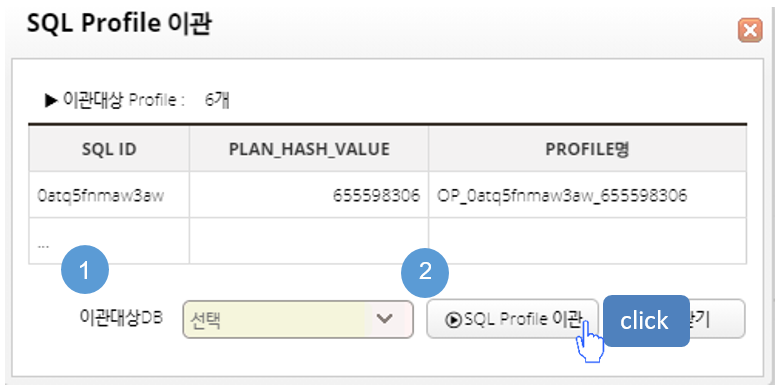 SQL Profile 이관
▶ 이관대상 Profile : 6개
SQL ID PLAN_HASH_VALUE PROFILE명
0atq5fnmaw3aw 655598306 OP_0atq5fnmaw3aw_655598306
...
1 2
이관대상DB 선택 SQL Profile 이관 click 기